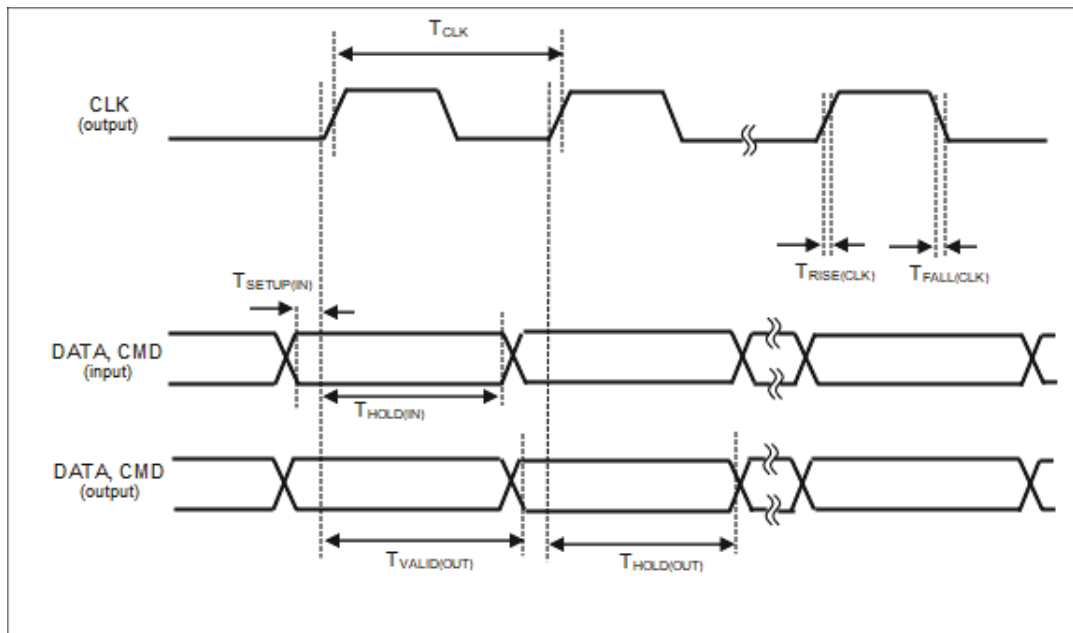 TCLK
CLK
(output)
TRISE(CLK)
TFALL(CLK)
TSETUP(IN)
DATA, CMD
(input)
THOLD(IN)
DATA, CMD
(output)
TVALID(OUT)
THOLD(OUT)